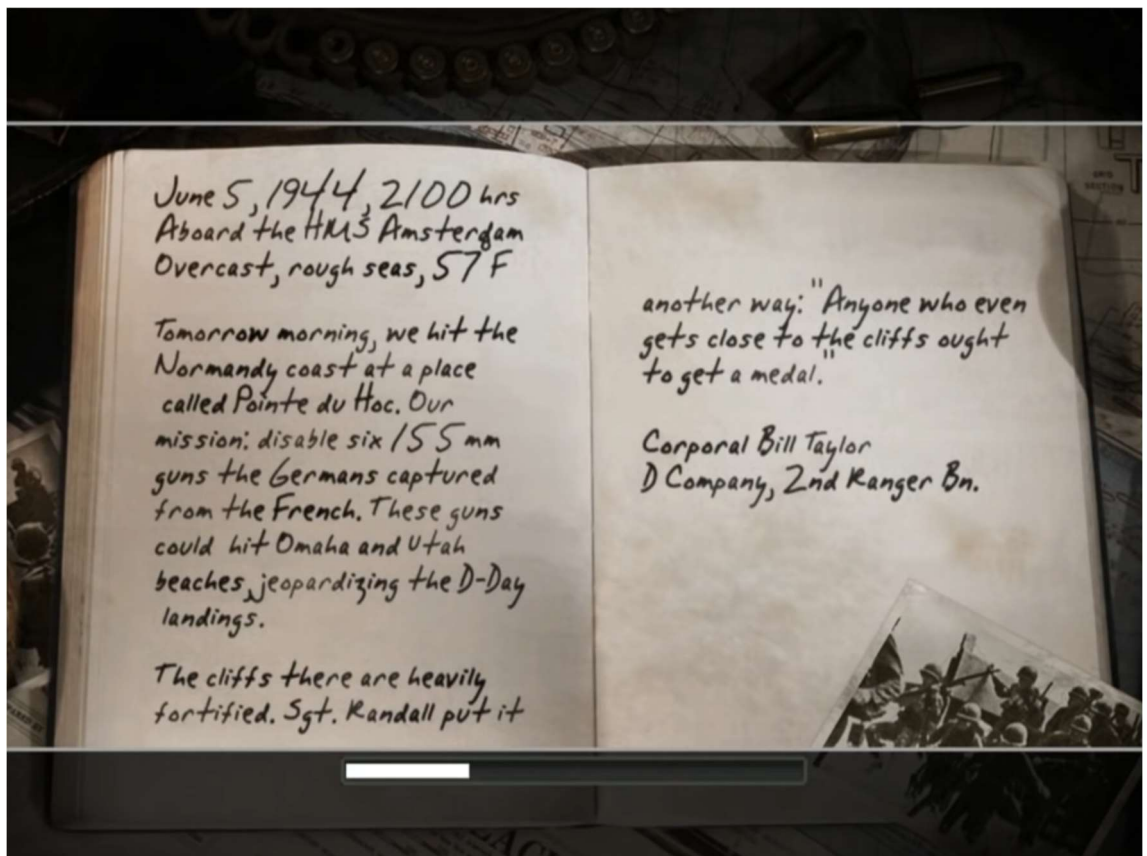 June 5, 1944, 2100 hrs
Aboard the HMS Amsterdam
Overcast, rough seas, 57 F
Tomorrow morning, we hit the
Normandy coast at a place
called Pointe du Hoc. Our
mission: disable six 155 mm
guns the Germans captured
from the French. These guns
could hit Omaha and Utah
beaches, jeopardizing the D-Day
landings.
The cliffs there are heavily
fortified. Sgt. Randall put it
another way: "Anyone who even
gets close to the cliffs ought
to get a medal."
Corporal Bill Taylor
D Company, 2nd Ranger Bn.